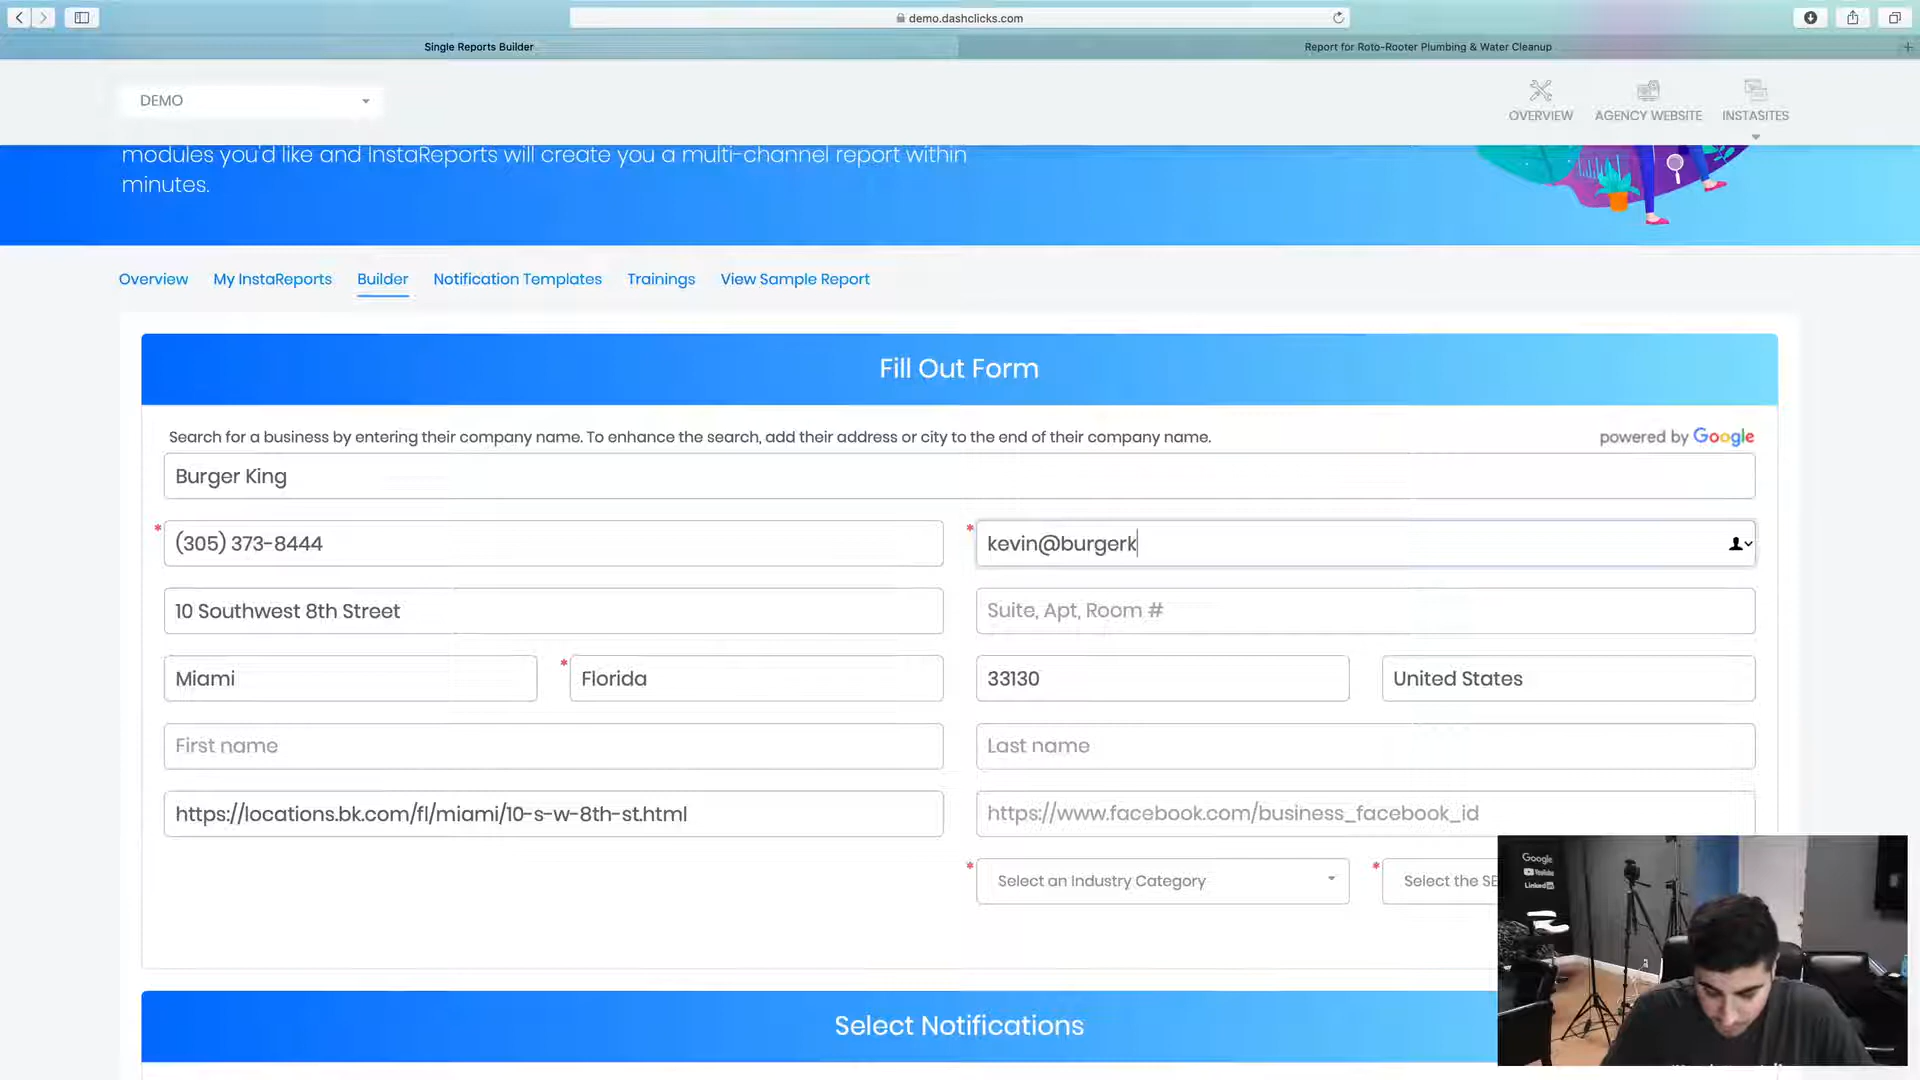 demo.dashclicks.com
Single Reports Builder
Report for Roto-Rooter Plumbing & Water Cleanup
DEMO
OVERVIEW
AGENCY WEBSITE
INSTASITES
modules you'd like and InstaReports will create you a multi-channel report within
minutes.
Overview
My InstaReports
Builder
Notification Templates
Trainings
View Sample Report
Fill Out Form
Search for a business by entering their company name. To enhance the search, add their address or city to the end of their company name.
powered by Google
Burger King
* (305) 373-8444
* kevin@burgerk
10 Southwest 8th Street
Suite, Apt, Room #
Miami
* Florida
33130
United States
First name
Last name
https://locations.bk.com/fl/miami/10-s-w-8th-st.html
https://www.facebook.com/business_facebook_id
* Select an Industry Category
* Select the SE
Google
YouTube
LinkedIn
Select Notifications